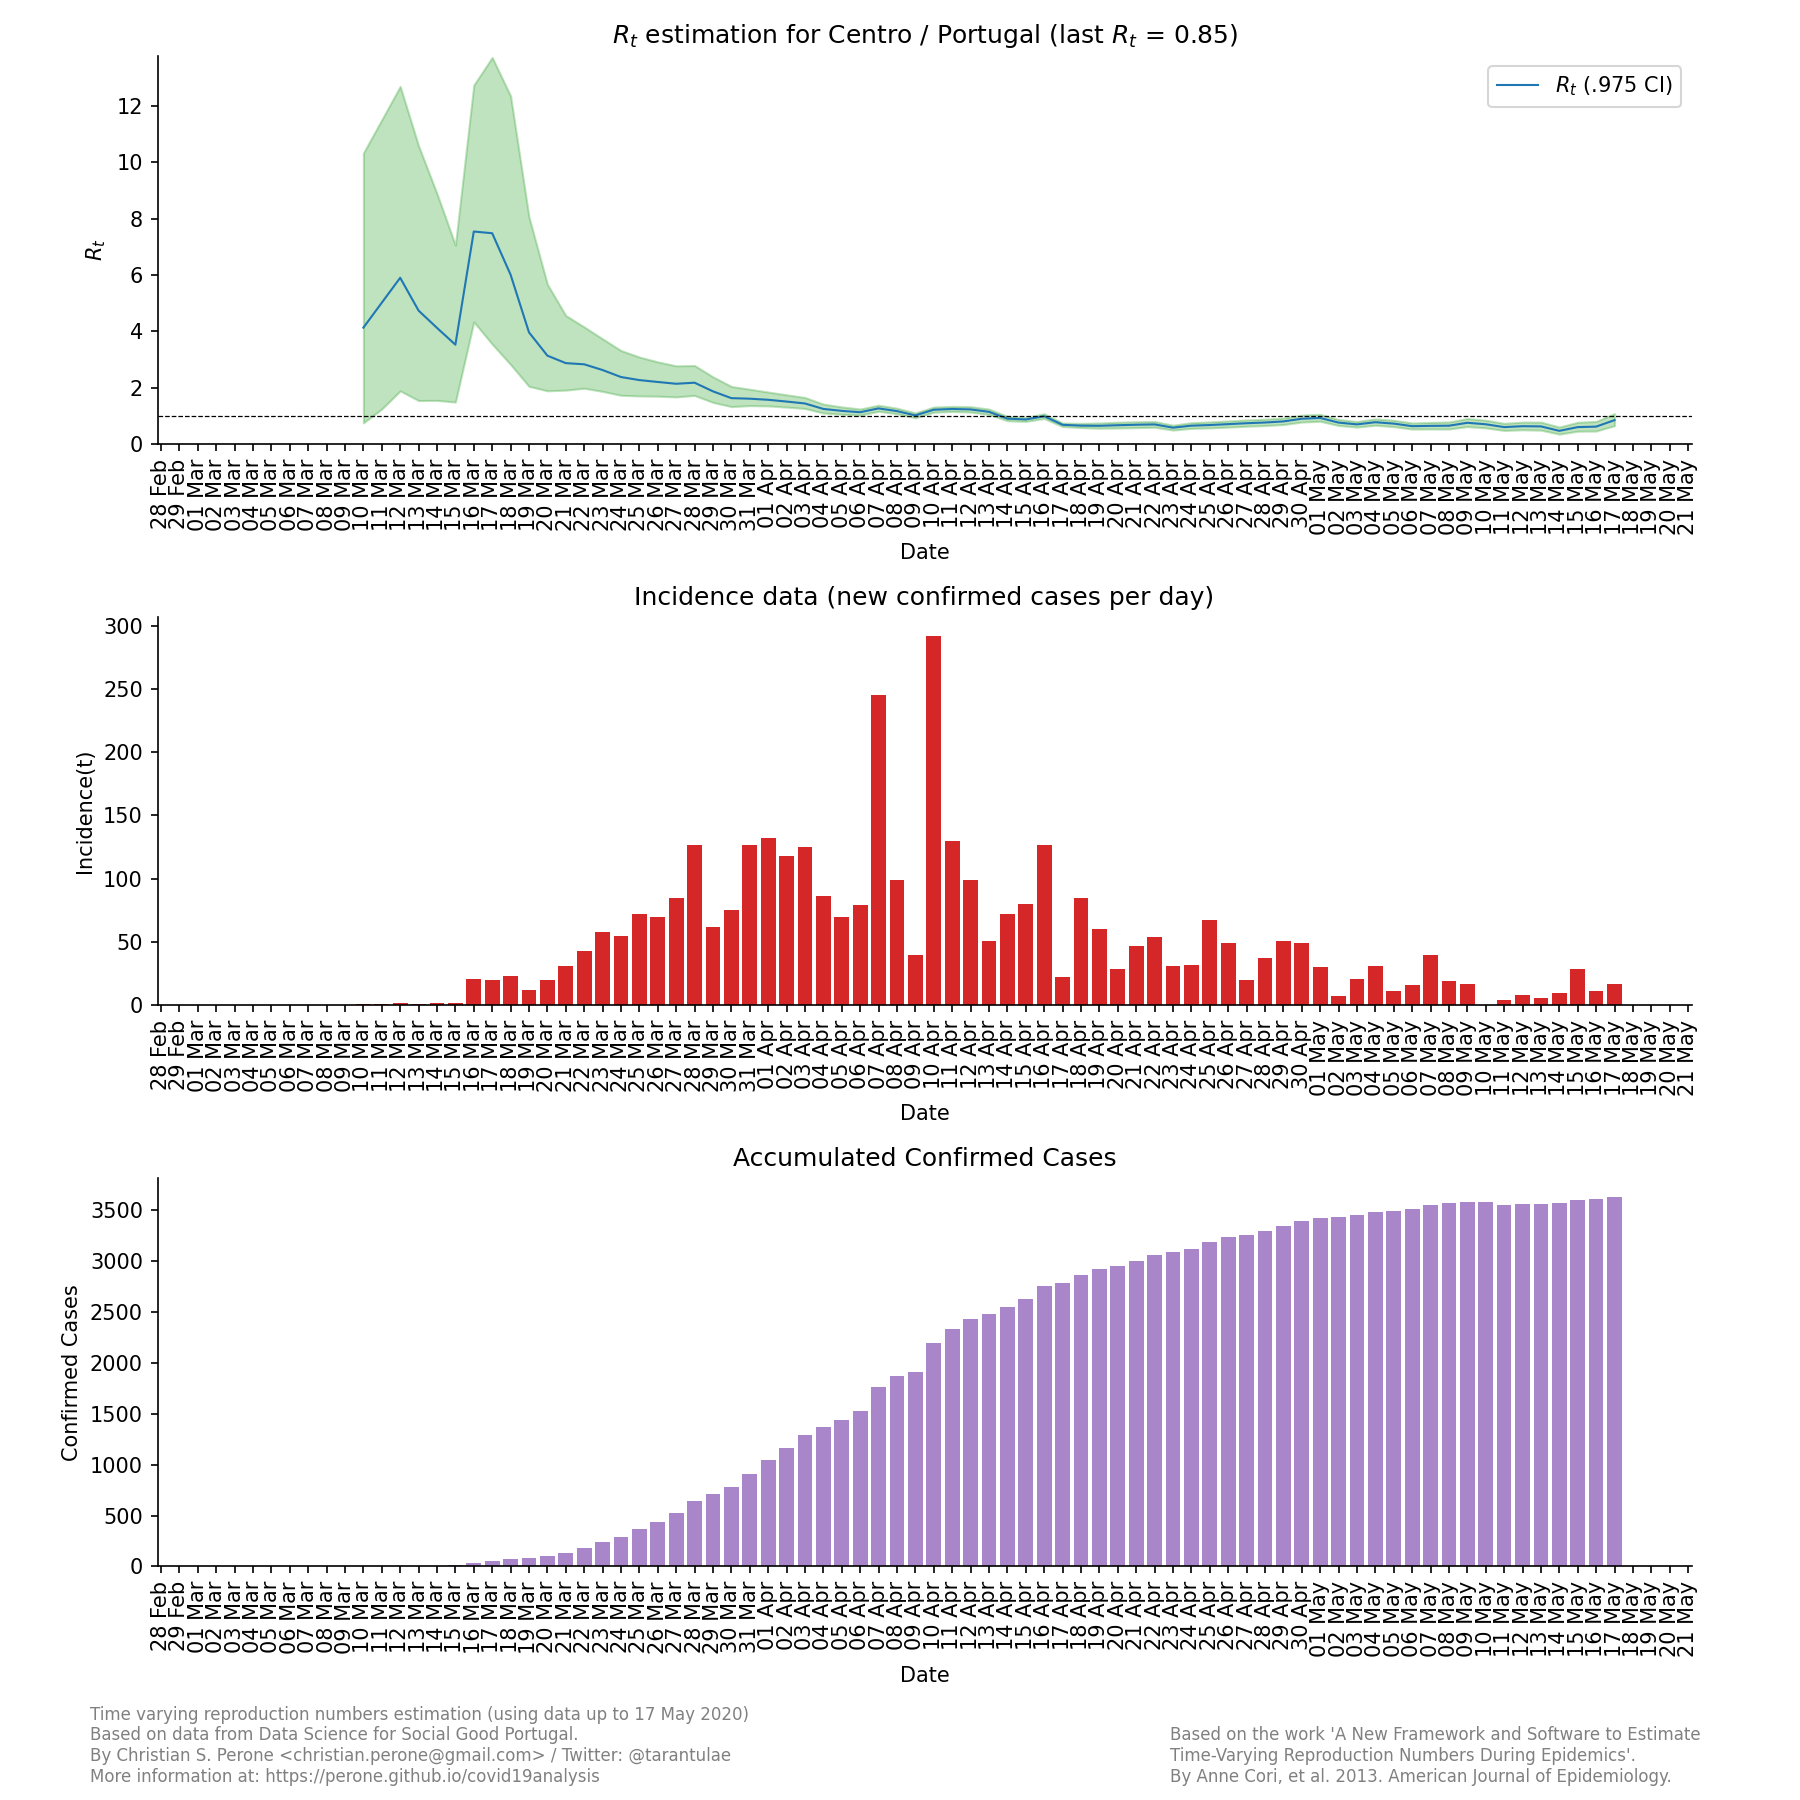 Rt estimation for Centro / Portugal (last Rt = 0.85)
Rt (.975 CI)
12
10
8
6
4
2
0
Rt
28 Feb 29 Feb 01 Mar 02 Mar 03 Mar 04 Mar 05 Mar 06 Mar 07 Mar 08 Mar 09 Mar 10 Mar 11 Mar 12 Mar 13 Mar 14 Mar 15 Mar 16 Mar 17 Mar 18 Mar 19 Mar 20 Mar 21 Mar 22 Mar 23 Mar 24 Mar 25 Mar 26 Mar 27 Mar 28 Mar 29 Mar 30 Mar 31 Mar 01 Apr 02 Apr 03 Apr 04 Apr 05 Apr 06 Apr 07 Apr 08 Apr 09 Apr 10 Apr 11 Apr 12 Apr 13 Apr 14 Apr 15 Apr 16 Apr 17 Apr 18 Apr 19 Apr 20 Apr 21 Apr 22 Apr 23 Apr 24 Apr 25 Apr 26 Apr 27 Apr 28 Apr 29 Apr 30 Apr 01 May 02 May 03 May 04 May 05 May 06 May 07 May 08 May 09 May 10 May 11 May 12 May 13 May 14 May 15 May 16 May 17 May 18 May 19 May 20 May 21 May
Date
Incidence data (new confirmed cases per day)
300
250
200
150
100
50
0
Incidence(t)
28 Feb 29 Feb 01 Mar 02 Mar 03 Mar 04 Mar 05 Mar 06 Mar 07 Mar 08 Mar 09 Mar 10 Mar 11 Mar 12 Mar 13 Mar 14 Mar 15 Mar 16 Mar 17 Mar 18 Mar 19 Mar 20 Mar 21 Mar 22 Mar 23 Mar 24 Mar 25 Mar 26 Mar 27 Mar 28 Mar 29 Mar 30 Mar 31 Mar 01 Apr 02 Apr 03 Apr 04 Apr 05 Apr 06 Apr 07 Apr 08 Apr 09 Apr 10 Apr 11 Apr 12 Apr 13 Apr 14 Apr 15 Apr 16 Apr 17 Apr 18 Apr 19 Apr 20 Apr 21 Apr 22 Apr 23 Apr 24 Apr 25 Apr 26 Apr 27 Apr 28 Apr 29 Apr 30 Apr 01 May 02 May 03 May 04 May 05 May 06 May 07 May 08 May 09 May 10 May 11 May 12 May 13 May 14 May 15 May 16 May 17 May 18 May 19 May 20 May 21 May
Date
Accumulated Confirmed Cases
3500
3000
2500
2000
1500
1000
500
0
Confirmed Cases
28 Feb 29 Feb 01 Mar 02 Mar 03 Mar 04 Mar 05 Mar 06 Mar 07 Mar 08 Mar 09 Mar 10 Mar 11 Mar 12 Mar 13 Mar 14 Mar 15 Mar 16 Mar 17 Mar 18 Mar 19 Mar 20 Mar 21 Mar 22 Mar 23 Mar 24 Mar 25 Mar 26 Mar 27 Mar 28 Mar 29 Mar 30 Mar 31 Mar 01 Apr 02 Apr 03 Apr 04 Apr 05 Apr 06 Apr 07 Apr 08 Apr 09 Apr 10 Apr 11 Apr 12 Apr 13 Apr 14 Apr 15 Apr 16 Apr 17 Apr 18 Apr 19 Apr 20 Apr 21 Apr 22 Apr 23 Apr 24 Apr 25 Apr 26 Apr 27 Apr 28 Apr 29 Apr 30 Apr 01 May 02 May 03 May 04 May 05 May 06 May 07 May 08 May 09 May 10 May 11 May 12 May 13 May 14 May 15 May 16 May 17 May 18 May 19 May 20 May 21 May
Date
Time varying reproduction numbers estimation (using data up to 17 May 2020)
Based on data from Data Science for Social Good Portugal.
By Christian S. Perone <christian.perone@gmail.com> / Twitter: @tarantulae
More information at: https://perone.github.io/covid19analysis
Based on the work 'A New Framework and Software to Estimate
Time-Varying Reproduction Numbers During Epidemics'.
By Anne Cori, et al. 2013. American Journal of Epidemiology.